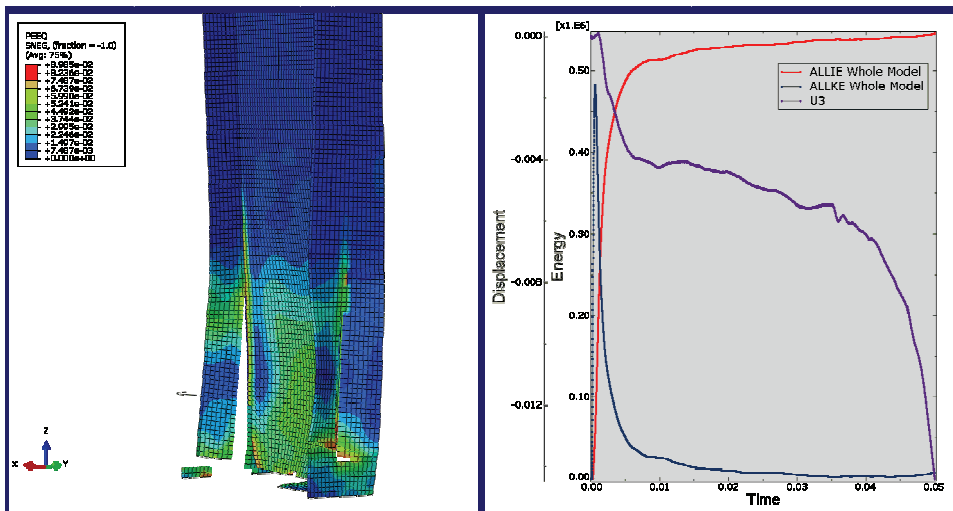 PEEQ
SNEG, (fraction = -1.0)
(Avg: 75%)
+8.985e-02
+8.236e-02
+7.487e-02
+6.739e-02
+5.990e-02
+5.241e-02
+4.492e-02
+3.744e-02
+2.995e-02
+2.246e-02
+1.497e-02
+7.487e-03
+0.000e+00
Z
X
Y
[x1.E6]
0.000
-0.004
-0.008
-0.012
Displacement
Energy
0.50
0.40
0.30
0.20
0.10
0.00
ALLIE Whole Model
ALLKE Whole Model
U3
0.00
0.01
0.02
0.03
0.04
0.05
Time